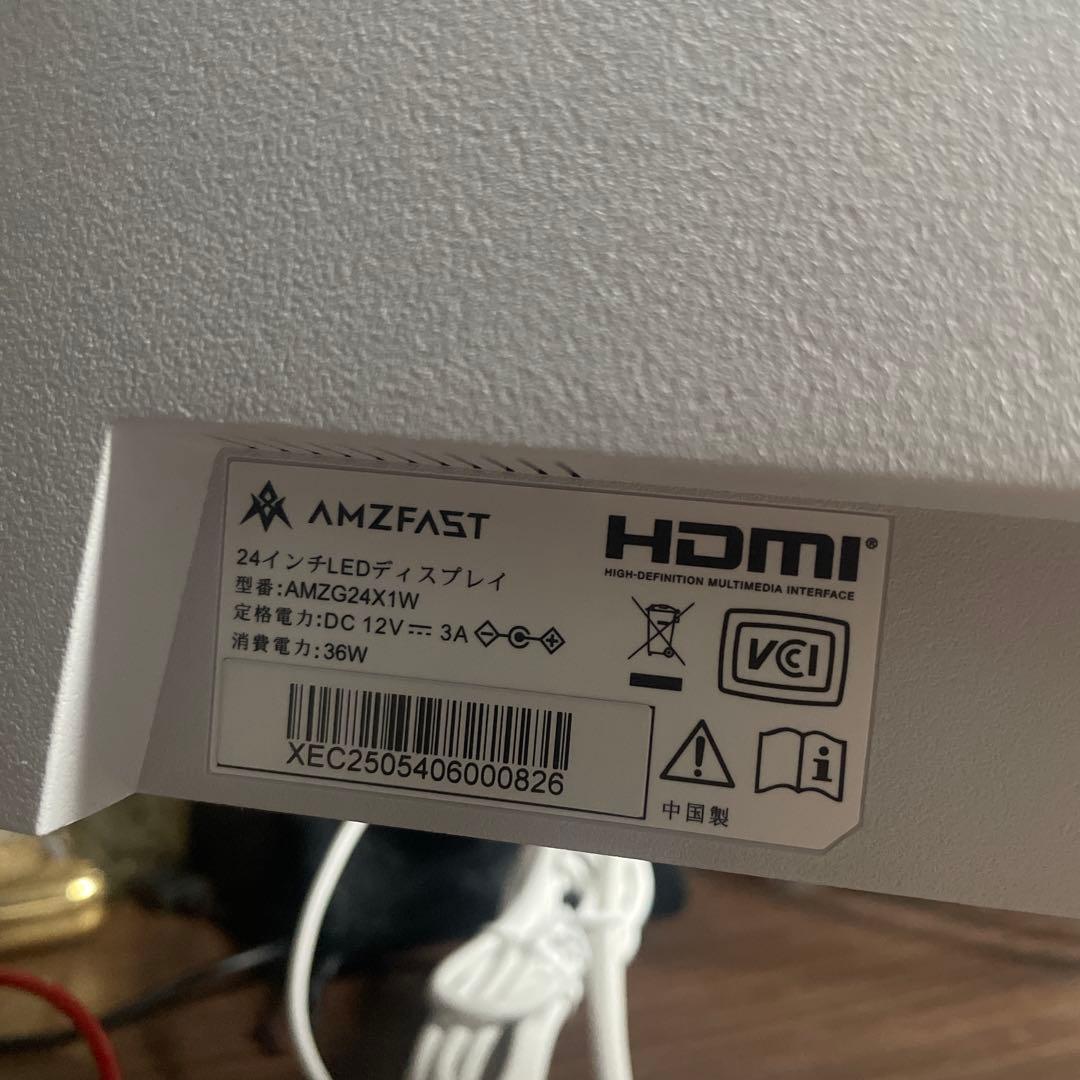 AMZFAST
24インチLEDディスプレイ
型番:AMZG24X1W
定格電力:DC 12V⎓ 3A
消費電力:36W
XEC2505406000826
HDMI®
HIGH-DEFINITION MULTIMEDIA INTERFACE
VCI
中国製